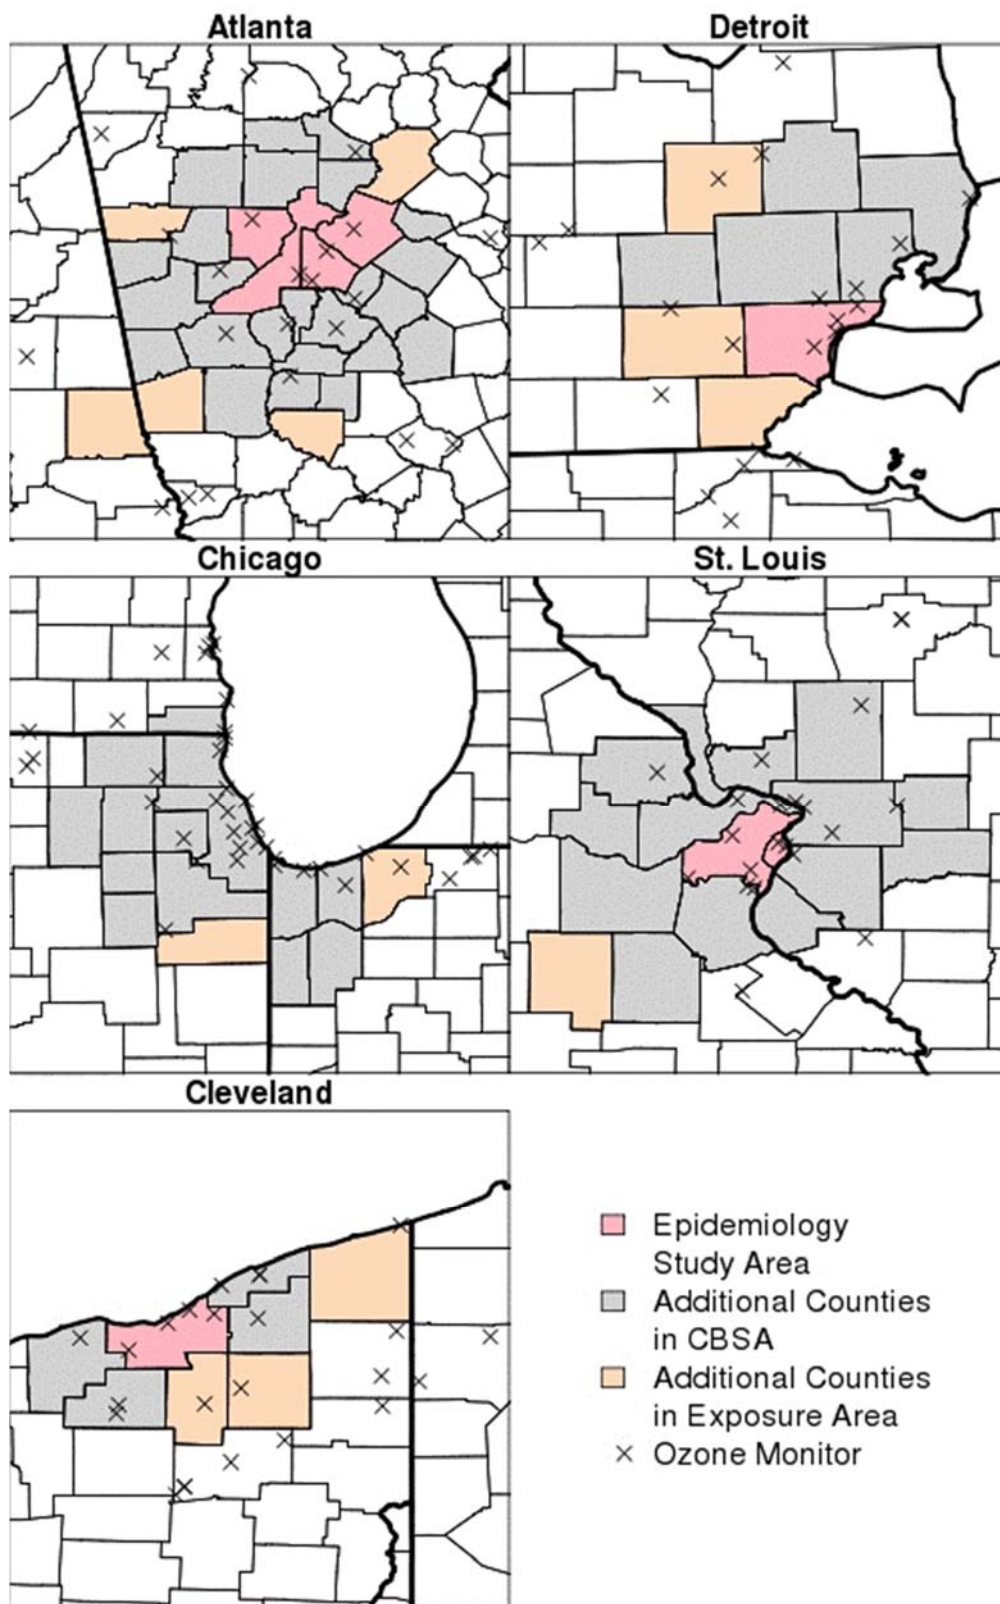 Atlanta
Detroit
Chicago
St. Louis
Cleveland
Epidemiology
Study Area
Additional Counties
in CBSA
Additional Counties
in Exposure Area
Ozone Monitor